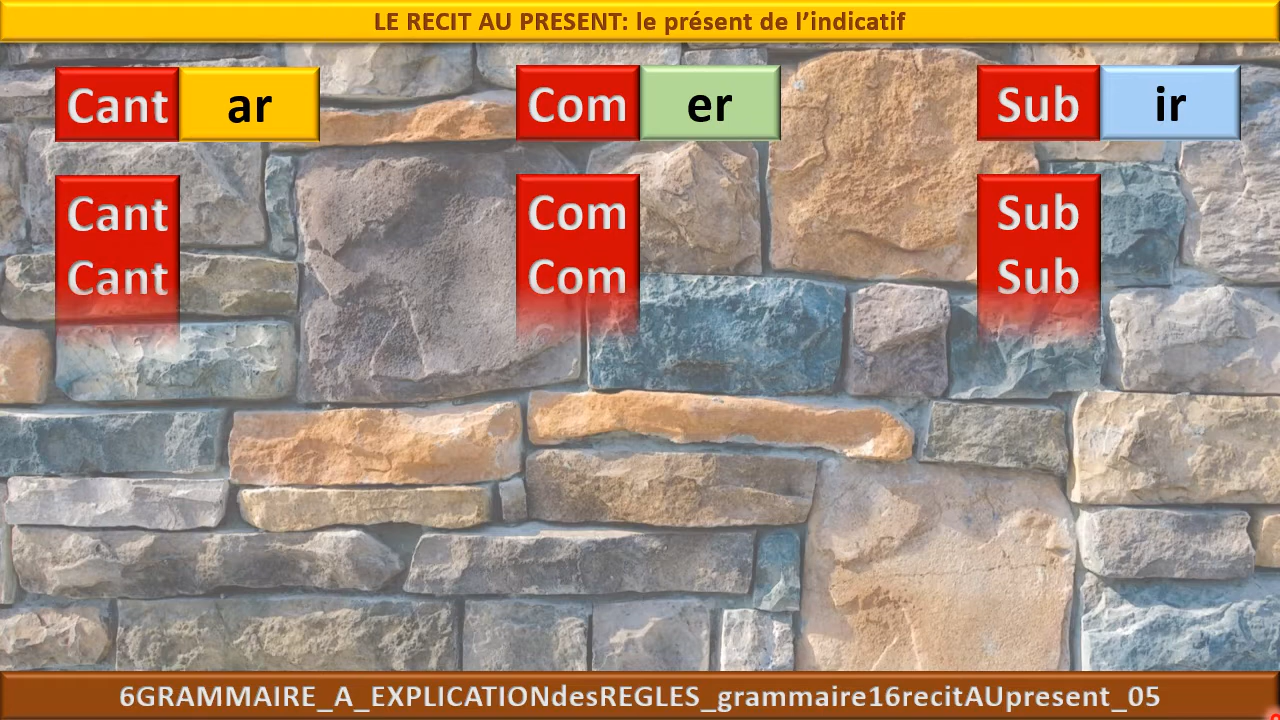 LE RECIT AU PRESENT: le présent de l’indicatif
Cant ar
Com er
Sub ir
Cant
Cant
Com
Com
Sub
Sub
6GRAMMAIRE_A_EXPLICATIONdesREGLES_grammaire16recitAUpresent_05